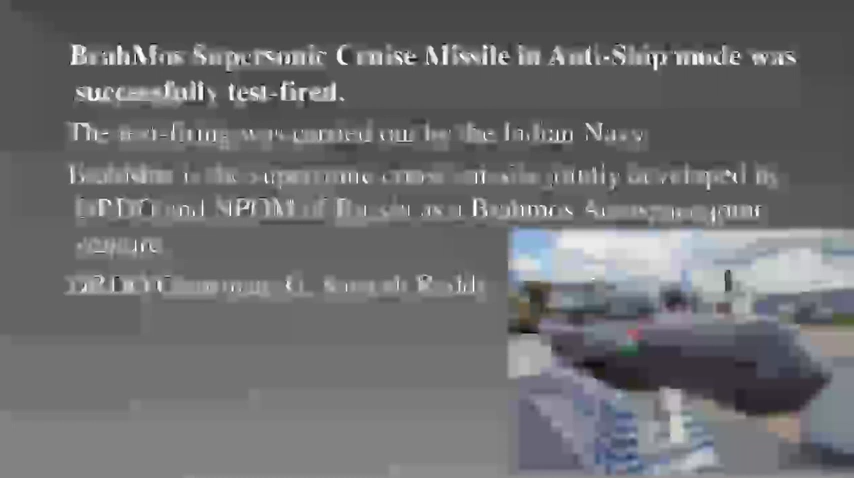 BrahMos Supersonic Cruise Missile in Anti-Ship mode was
successfully test-fired.
The test-firing was carried out by the Indian Navy.
BrahMos is the supersonic cruise missile jointly developed by
DRDO and NPOM of Russia as a Brahmos Aerospace joint
venture.
DRDO Chairman: G. Satheesh Reddy